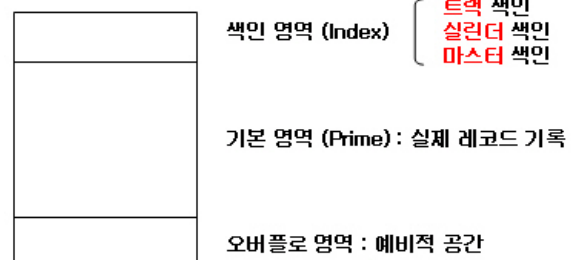 트랙 색인
색인 영역 (Index)
실린더 색인
마스터 색인
기본 영역 (Prime) : 실제 레코드 기록
오버플로 영역 : 예비적 공간